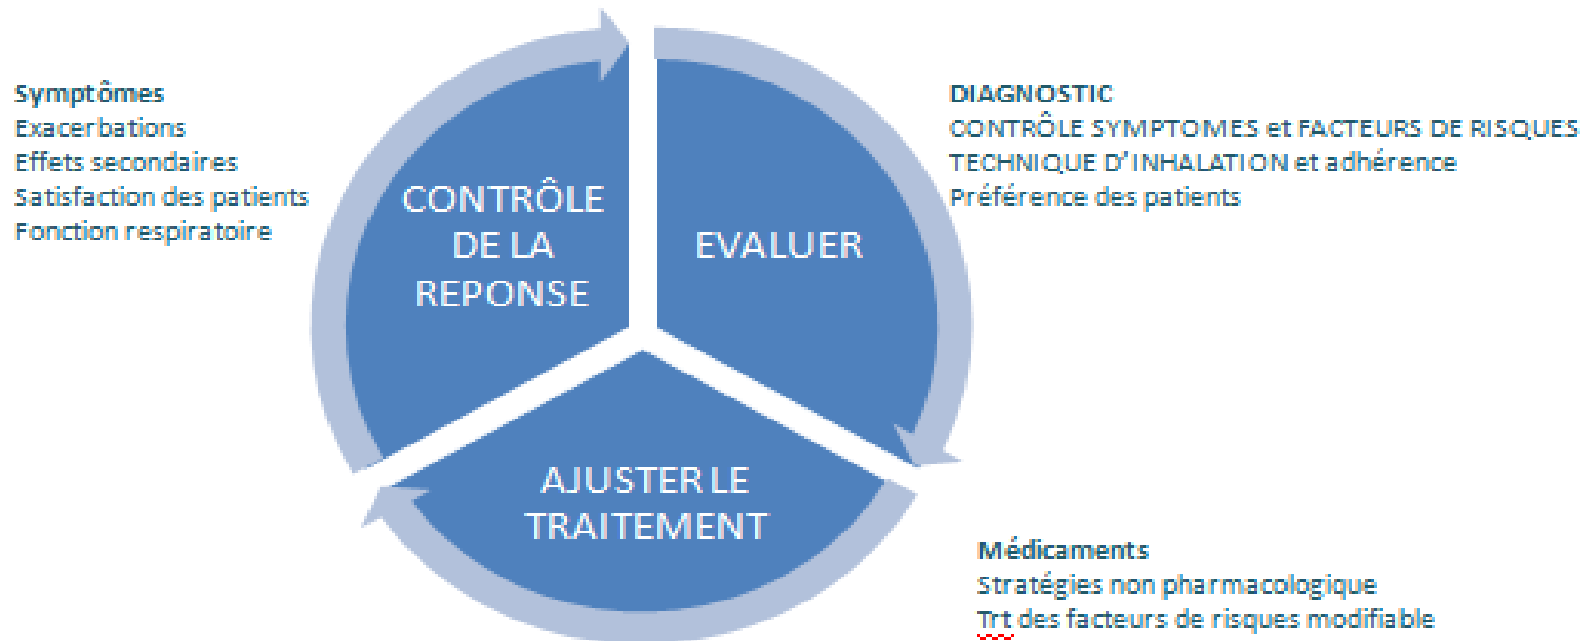 Symptômes
Exacerbations
Effets secondaires
Satisfaction des patients
Fonction respiratoire
CONTRÔLE
DE LA
REPONSE
EVALUER
DIAGNOSTIC
CONTRÔLE SYMPTOMES et FACTEURS DE RISQUES
TECHNIQUE D'INHALATION et adhérence
Préférence des patients
AJUSTER LE
TRAITEMENT
Médicaments
Stratégies non pharmacologique
Trt des facteurs de risques modifiable